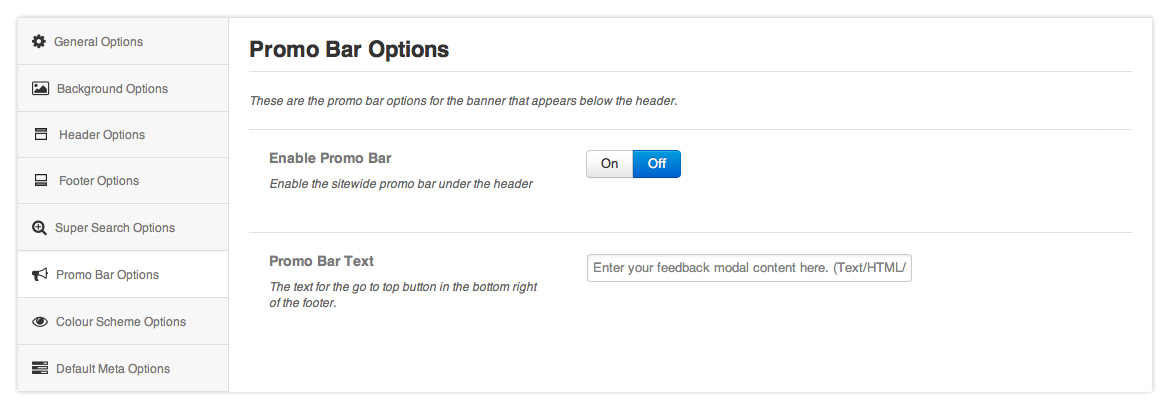 General Options
Background Options
Header Options
Footer Options
Super Search Options
Promo Bar Options
Colour Scheme Options
Default Meta Options
Promo Bar Options
These are the promo bar options for the banner that appears below the header.
Enable Promo Bar
Enable the sitewide promo bar under the header
On Off
Promo Bar Text
The text for the go to top button in the bottom right
of the footer.
Enter your feedback modal content here. (Text/HTML/